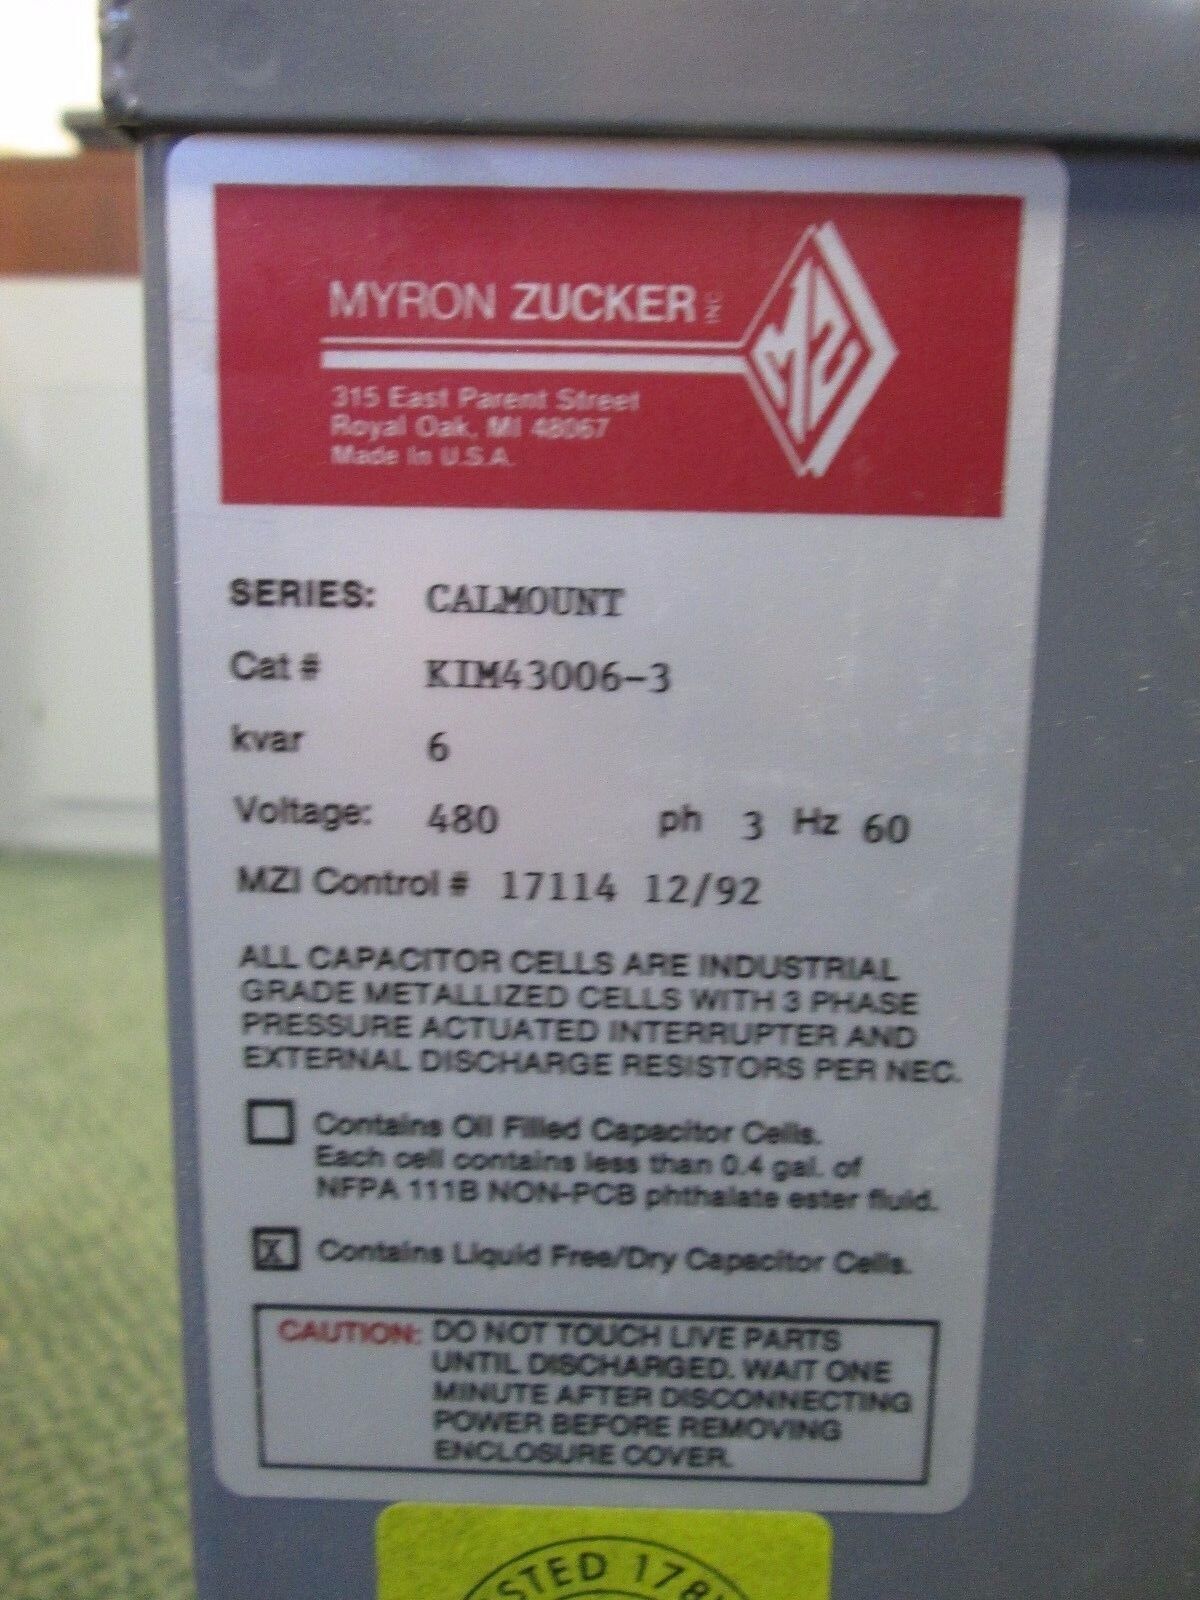 MYRON ZUCKER INC
MZ
315 East Parent Street
Royal Oak, MI 48067
Made In U.S.A.
SERIES: CALMOUNT
Cat # KIM43006-3
kvar 6
Voltage: 480 ph 3 Hz 60
MZI Control # 17114 12/92
ALL CAPACITOR CELLS ARE INDUSTRIAL
GRADE METALLIZED CELLS WITH 3 PHASE
PRESSURE ACTUATED INTERRUPTER AND
EXTERNAL DISCHARGE RESISTORS PER NEC.
Contains Oil Filled Capacitor Cells.
Each cell contains less than 0.4 gal. of
NFPA 111B NON-PCB phthalate ester fluid.
X Contains Liquid Free/Dry Capacitor Cells.
CAUTION: DO NOT TOUCH LIVE PARTS
UNTIL DISCHARGED. WAIT ONE
MINUTE AFTER DISCONNECTING
POWER BEFORE REMOVING
ENCLOSURE COVER.